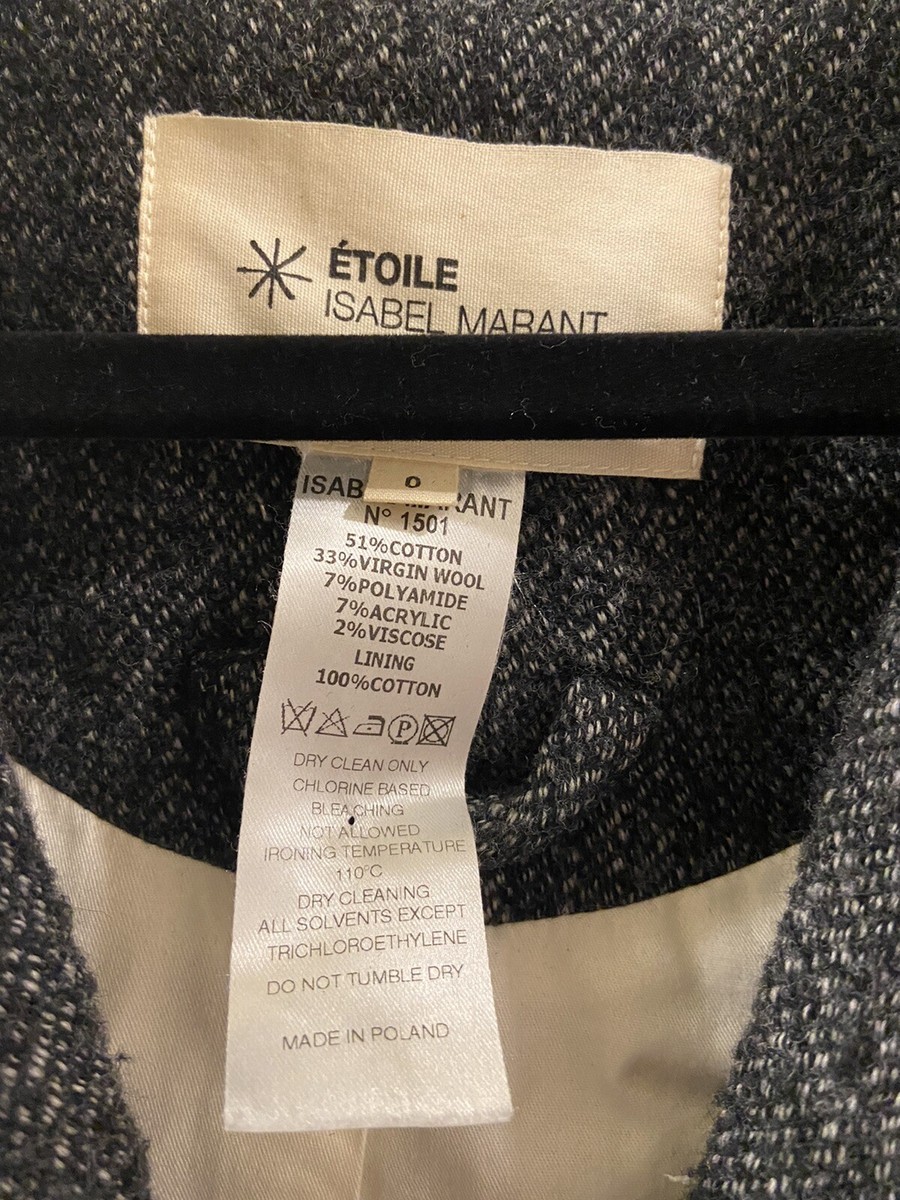 ÉTOILE
ISABEL MARANT
0
ISAB RANT
N° 1501
51%COTTON
33%VIRGIN WOOL
7%POLYAMIDE
7%ACRYLIC
2%VISCOSE
LINING
100%COTTON
P
DRY CLEAN ONLY
CHLORINE BASED
BLEACHING
NOT ALLOWED
IRONING TEMPERATURE
110°C
DRY CLEANING
ALL SOLVENTS EXCEPT
TRICHLOROETHYLENE
DO NOT TUMBLE DRY
MADE IN POLAND